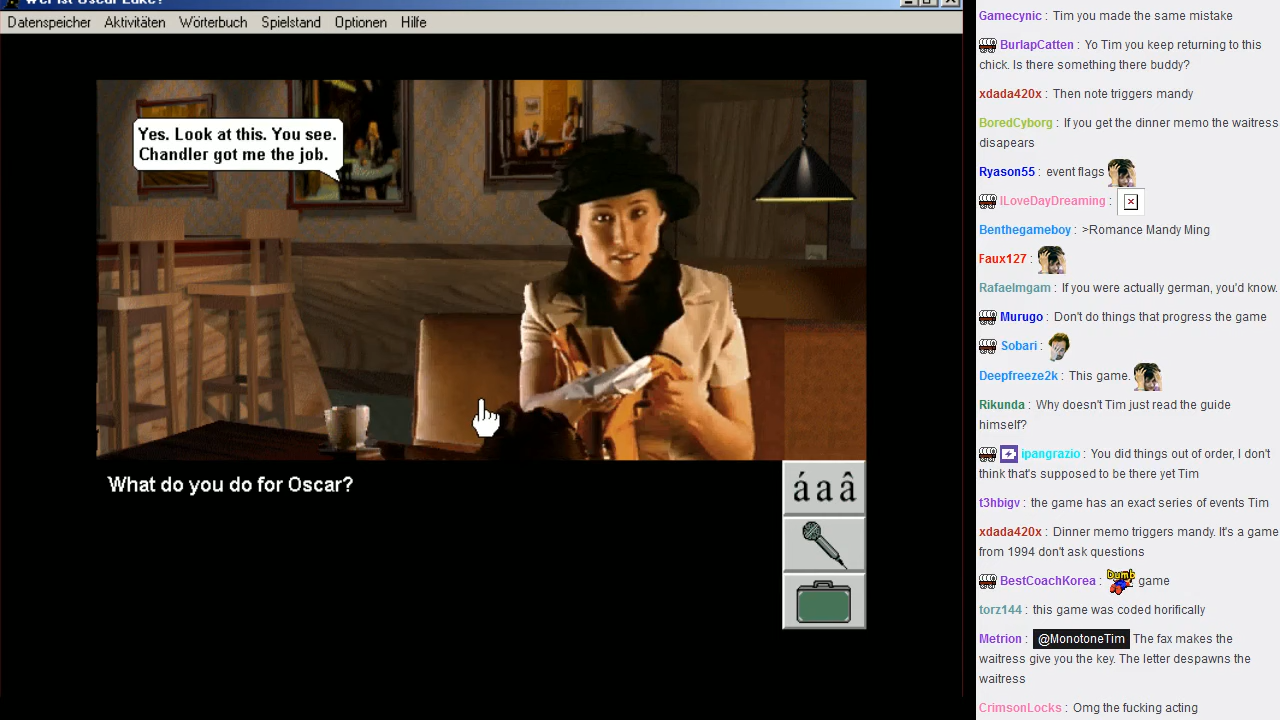 Wer ist Oscar Lake?
Datenspeicher Aktivitäten Wörterbuch Spielstand Optionen Hilfe
Yes. Look at this. You see.
Chandler got me the job.
What do you do for Oscar?
á a â
Gamecynic : Tim you made the same mistake
BurlapCatten : Yo Tim you keep returning to this
chick. Is there something there buddy?
xdada420x : Then note triggers mandy
BoredCyborg : If you get the dinner memo the waitress
disapears
Ryason55 : event flags
ILoveDayDreaming :
Benthegameboy : >Romance Mandy Ming
Faux127 :
Rafaelmgam : If you were actually german, you'd know.
Murugo : Don't do things that progress the game
Sobari :
Deepfreeze2k : This game.
Rikunda : Why doesn't Tim just read the guide
himself?
ipangrazio : You did things out of order, I don't
think that's supposed to be there yet Tim
t3hbigv : the game has an exact series of events Tim
xdada420x : Dinner memo triggers mandy. It's a game
from 1994 don't ask questions
BestCoachKorea : Dumb game
torz144 : this game was coded horifically
Metrion : @MonotoneTim The fax makes the
waitress give you the key. The letter despawns the
waitress
CrimsonLocks : Omg the fucking acting